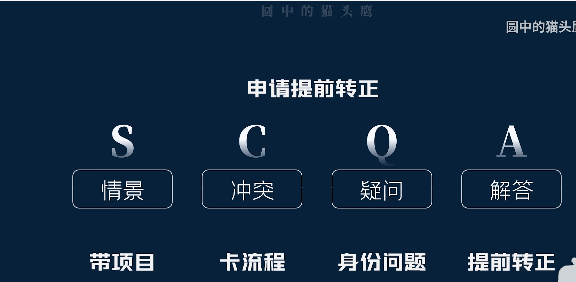 圆中的猫头鹰
圆中的猫头鹰
申请提前转正
S C Q A
情景 冲突 疑问 解答
带项目 卡流程 身份问题 提前转正